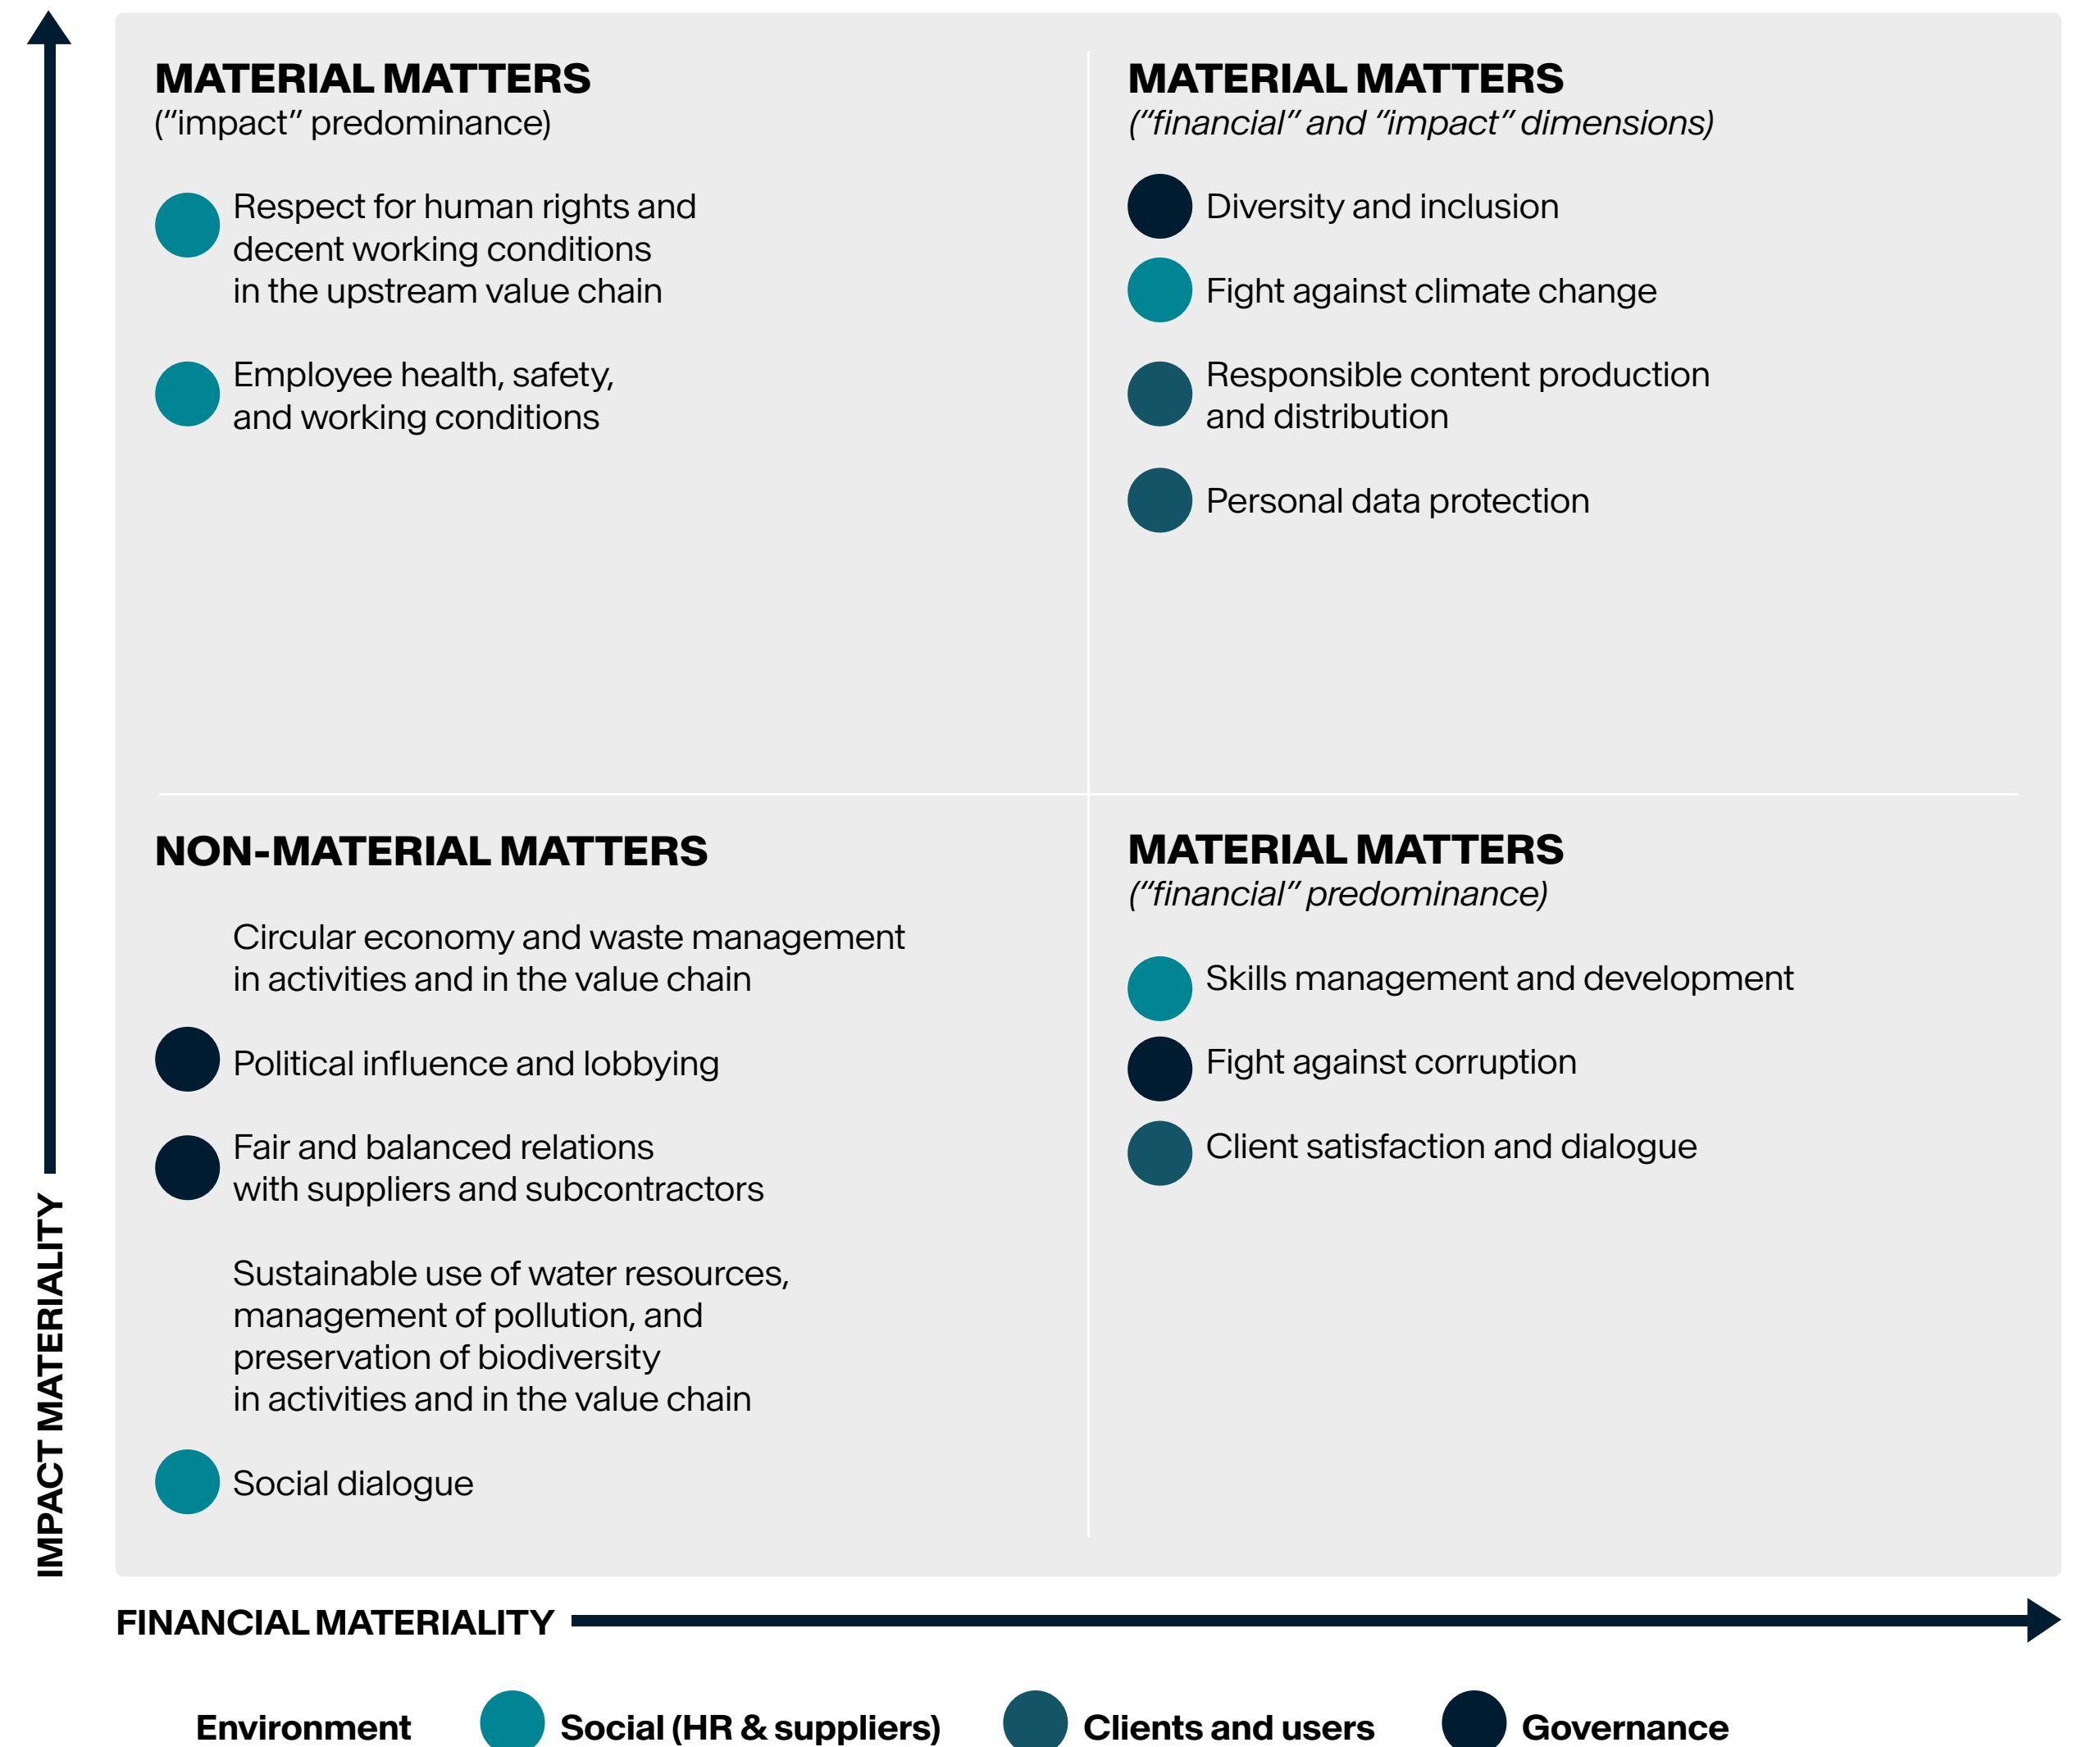 MATERIAL MATTERS
(“impact” predominance)
Respect for human rights and
decent working conditions
in the upstream value chain
Employee health, safety,
and working conditions
MATERIAL MATTERS
(“financial” and “impact” dimensions)
Diversity and inclusion
Fight against climate change
Responsible content production
and distribution
Personal data protection
NON-MATERIAL MATTERS
Circular economy and waste management
in activities and in the value chain
Political influence and lobbying
Fair and balanced relations
with suppliers and subcontractors
Sustainable use of water resources,
management of pollution, and
preservation of biodiversity
in activities and in the value chain
Social dialogue
MATERIAL MATTERS
(“financial” predominance)
Skills management and development
Fight against corruption
Client satisfaction and dialogue
IMPACT MATERIALITY
FINANCIAL MATERIALITY
Environment
Social (HR & suppliers)
Clients and users
Governance